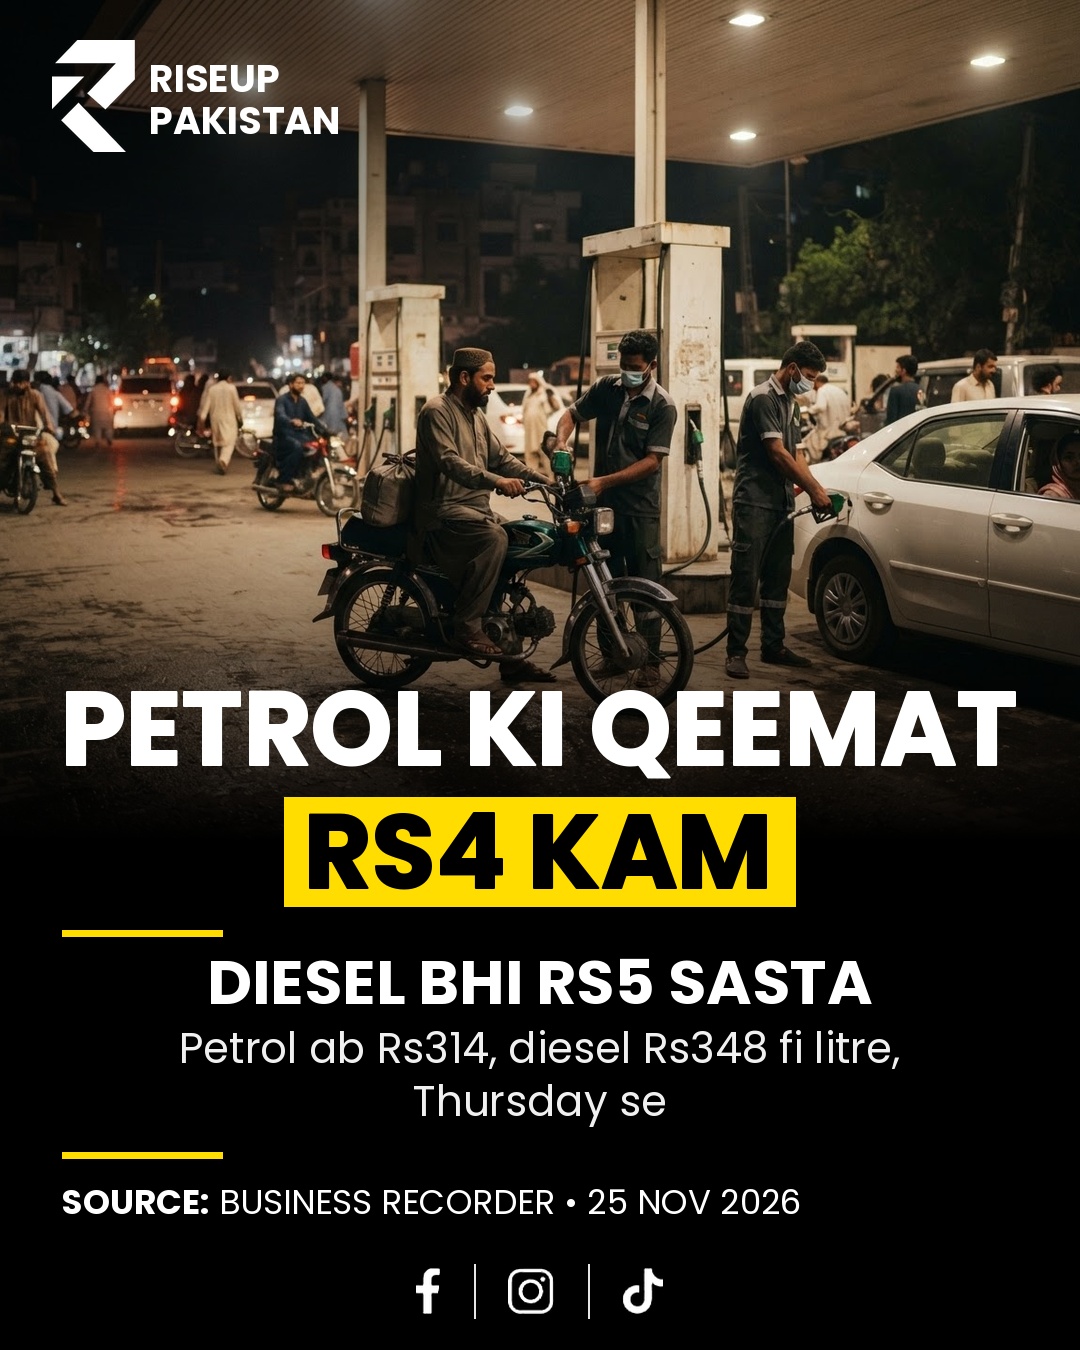 RISEUP
PAKISTAN
PETROL KI QEEMAT
RS4 KAM
DIESEL BHI RS5 SASTA
Petrol ab Rs314, diesel Rs348 fi litre,
Thursday se
SOURCE: BUSINESS RECORDER • 25 NOV 2026